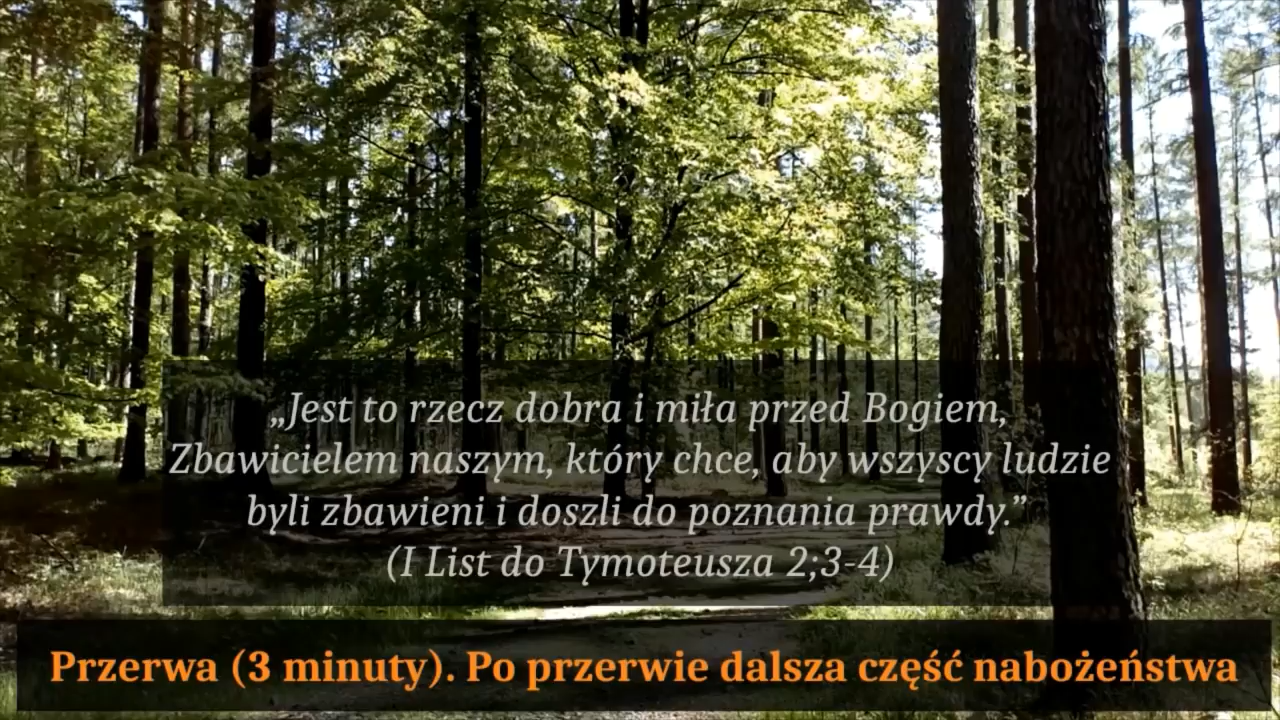 „Jest to rzecz dobra i miła przed Bogiem,
Zbawicielem naszym, który chce, aby wszyscy ludzie
byli zbawieni i doszli do poznania prawdy.”
(I List do Tymoteusza 2;3-4)
Przerwa (3 minuty). Po przerwie dalsza część nabożeństwa